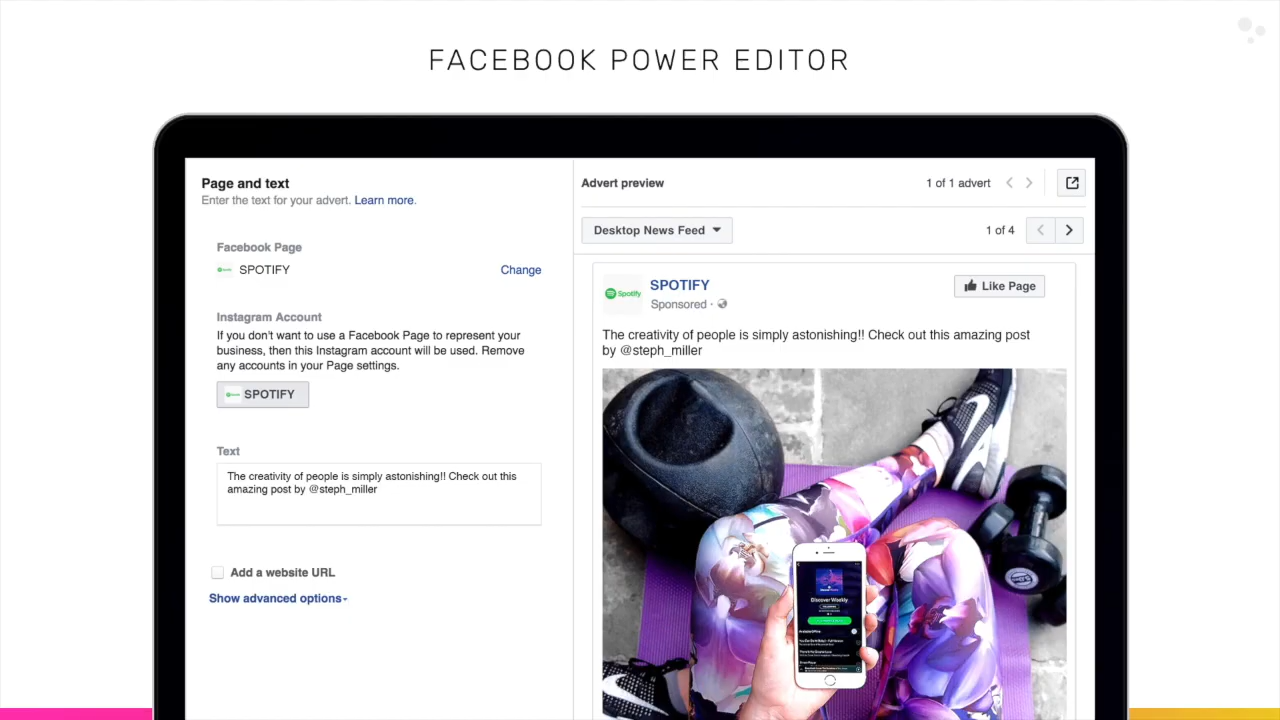 FACEBOOK POWER EDITOR
Page and text
Enter the text for your advert. Learn more.
Facebook Page
SPOTIFY
Change
Instagram Account
If you don't want to use a Facebook Page to represent your
business, then this Instagram account will be used. Remove
any accounts in your Page settings.
SPOTIFY
Text
The creativity of people is simply astonishing!! Check out this
amazing post by @steph_miller
Add a website URL
Show advanced options
Advert preview
1 of 1 advert
Desktop News Feed
1 of 4
Spotify
SPOTIFY
Sponsored ·
Like Page
The creativity of people is simply astonishing!! Check out this amazing post
by @steph_miller
Discover Weekly